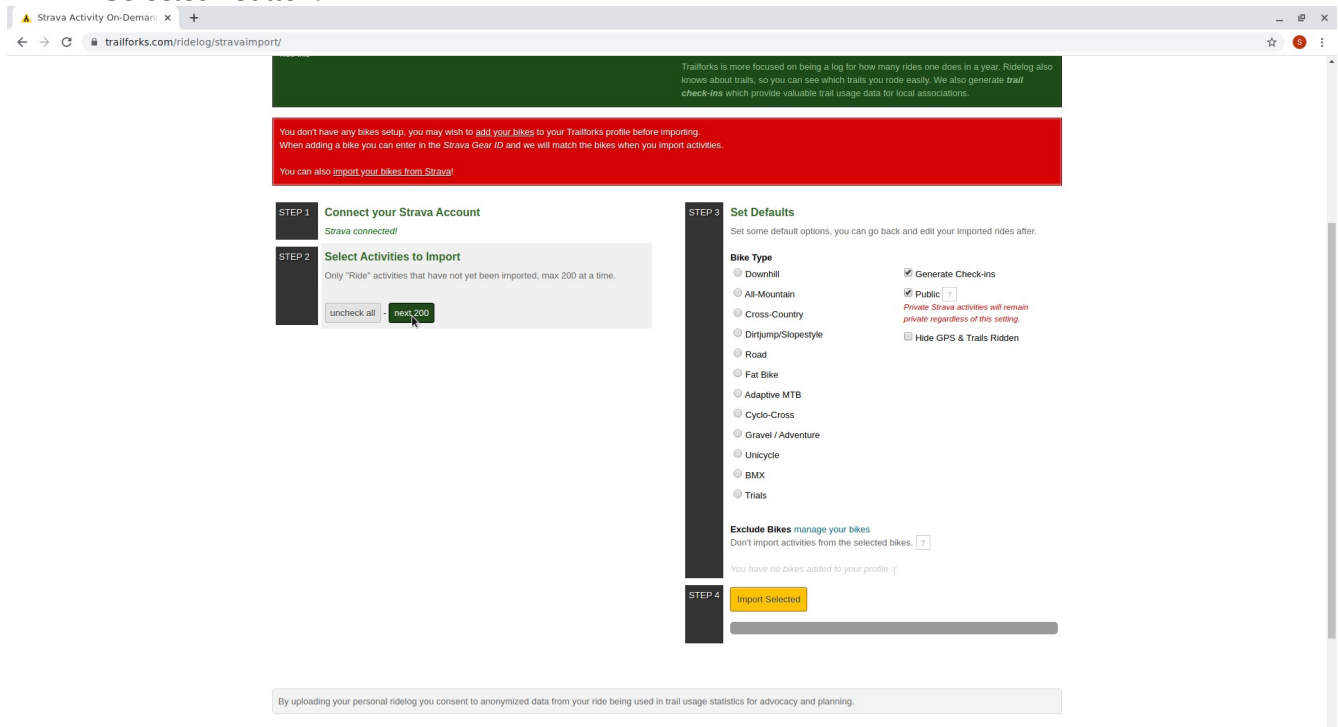 Strava Activity On-Deman
trailforks.com/ridelog/stravaimport/
S
Trailforks is more focused on being a log for how many rides one does in a year. Ridelog also
knows about trails, so you can see which trails you rode easily. We also generate trail
check-ins which provide valuable trail usage data for local associations.
You don't have any bikes setup, you may wish to add your bikes to your Trailforks profile before importing.
When adding a bike you can enter in the Strava Gear ID and we will match the bikes when you import activities.
You can also import your bikes from Strava!
STEP 1
Connect your Strava Account
Strava connected!
STEP 2
Select Activities to Import
Only "Ride" activities that have not yet been imported, max 200 at a time.
uncheck all - next 200
STEP 3
Set Defaults
Set some default options, you can go back and edit your imported rides after.
Bike Type
Downhill
All-Mountain
Cross-Country
Dirtjump/Slopestyle
Road
Fat Bike
Adaptive MTB
Cyclo-Cross
Gravel / Adventure
Unicycle
BMX
Trials
Generate Check-ins
Public ?
Private Strava activities will remain
private regardless of this setting.
Hide GPS & Trails Ridden
Exclude Bikes manage your bikes
Don't import activities from the selected bikes. ?
You have no bikes added to your profile :(
STEP 4
Import Selected
By uploading your personal ridelog you consent to anonymized data from your ride being used in trail usage statistics for advocacy and planning.